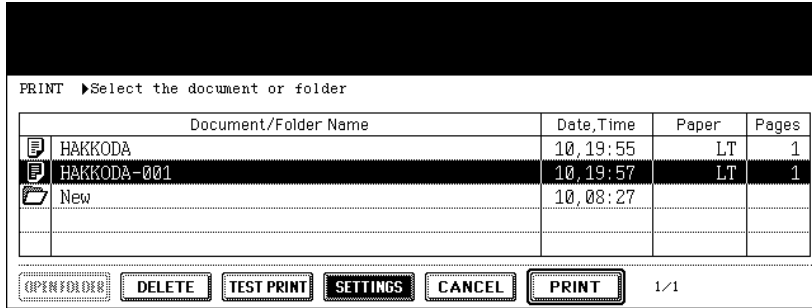 PRINT ▶Select the document or folder
Document/Folder Name Date,Time Paper Pages
HAKKODA 10,19:55 LT 1
HAKKODA-001 10,19:57 LT 1
New 10,08:27
OPEN FOLDER DELETE TEST PRINT SETTINGS CANCEL PRINT 1/1